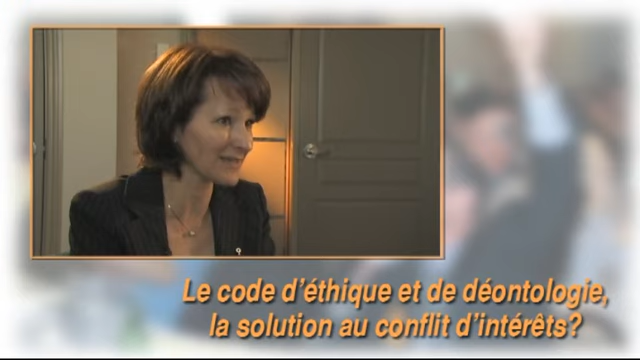 Le code d'éthique et de déontologie,
la solution au conflit d'intérêts?